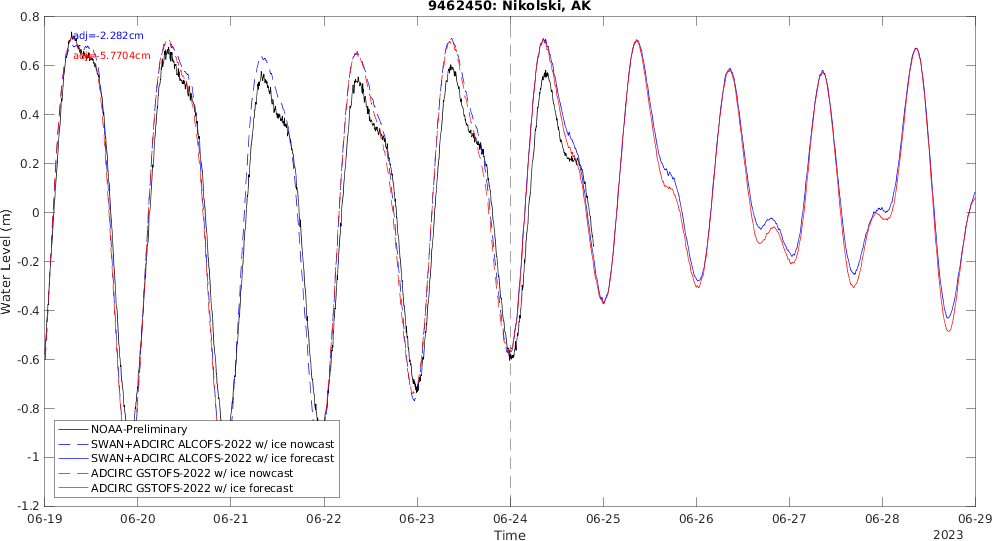 9462450: Nikolski, AK
0.8
adj=-2.282cm
adj=-5.7704cm
0.6
0.4
0.2
0
-0.2
-0.4
-0.6
-0.8
-1
-1.2
Water Level (m)
NOAA-Preliminary
SWAN+ADCIRC ALCOFS-2022 w/ ice nowcast
SWAN+ADCIRC ALCOFS-2022 w/ ice forecast
ADCIRC GSTOFS-2022 w/ ice nowcast
ADCIRC GSTOFS-2022 w/ ice forecast
06-19 06-20 06-21 06-22 06-23 06-24 06-25 06-26 06-27 06-28 06-29
Time
2023